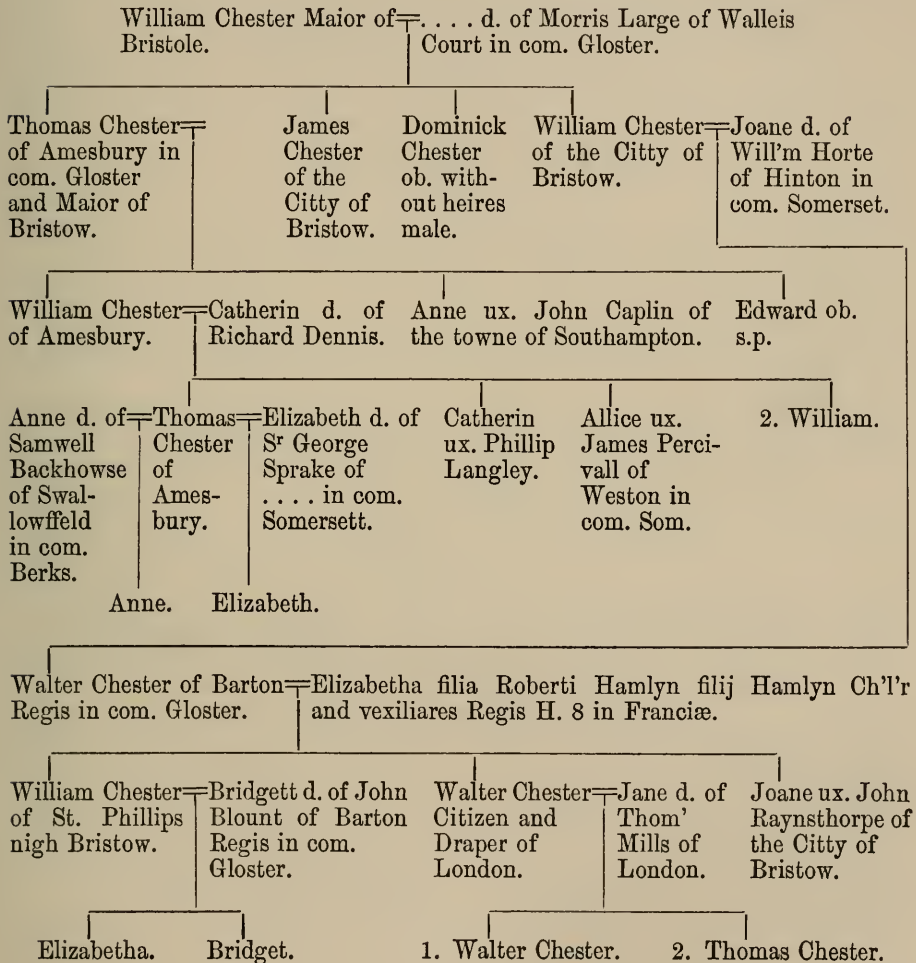 William Chester Maior of
Bristole.
. . . . d. of Morris Large of Walleis
Court in com. Gloster.
Thomas Chester
of Amesbury in
com. Gloster
and Maior of
Bristow.
James
Chester
of the
Citty of
Bristow.
Dominick
Chester
ob. with-
out heires
male.
William Chester
of the Citty of
Bristow.
Joane d. of
Will'm Horte
of Hinton in
com. Somerset.
William Chester
of Amesbury.
Catherin d. of
Richard Dennis.
Anne ux. John Caplin of
the towne of Southampton.
Edward ob.
s.p.
Anne d. of
Samwell
Backhowse
of Swal-
lowffeld
in com.
Berks.
Thomas
Chester
of
Ames-
bury.
Elizabeth d. of
Sʳ George
Sprake of
. . . . in com.
Somersett.
Catherin
ux. Phillip
Langley.
Allice ux.
James Perci-
vall of
Weston in
com. Som.
2. William.
Anne.
Elizabeth.
Walter Chester of Barton
Regis in com. Gloster.
Elizabetha filia Roberti Hamlyn filij Hamlyn Ch'l'r
and vexiliares Regis H. 8 in Franciæ.
William Chester
of St. Phillips
nigh Bristow.
Bridgett d. of John
Blount of Barton
Regis in com.
Gloster.
Walter Chester
Citizen and
Draper of
London.
Jane d. of
Thom'
Mills of
London.
Joane ux. John
Raynsthorpe of
the Citty of
Bristow.
Elizabetha.
Bridget.
1. Walter Chester.
2. Thomas Chester.